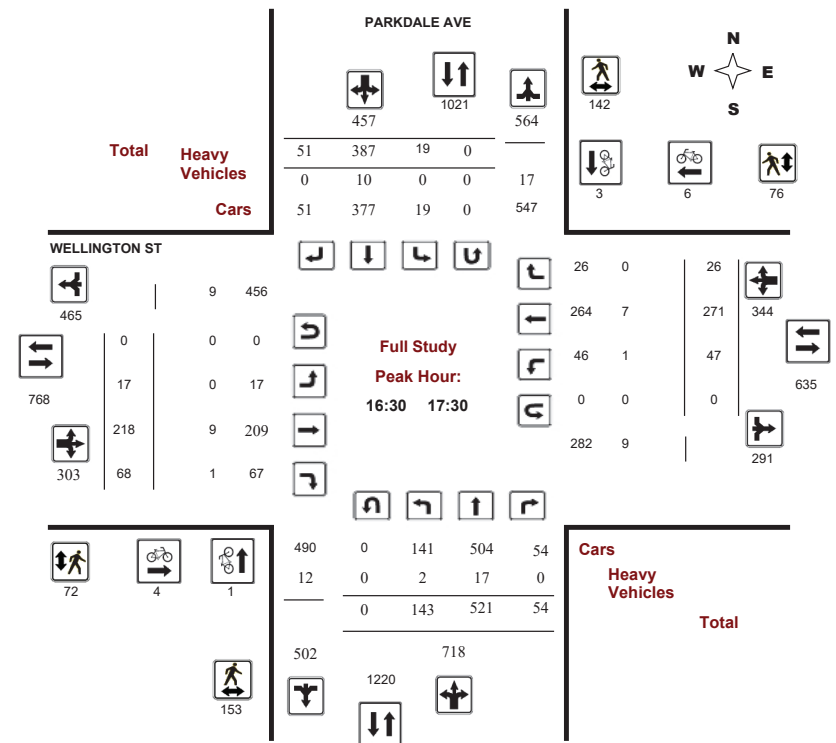 PARKDALE AVE
N
W E
S
1021
142
457 564
Total Heavy Vehicles
51 387 19 0
0 10 0 0 17
Cars 51 377 19 0 547
3 6 76
WELLINGTON ST
465 9 456
0 0 0
768
17 0 17
218 9 209
303 68 1 67
Full Study
Peak Hour:
16:30 17:30
26 0 26
264 7 271 344
46 1 47
635
0 0 0
282 9
291
490 0 141 504 54
12 0 2 17 0
0 143 521 54
502 718
1220
Cars
Heavy
Vehicles
Total
72 4 1
153